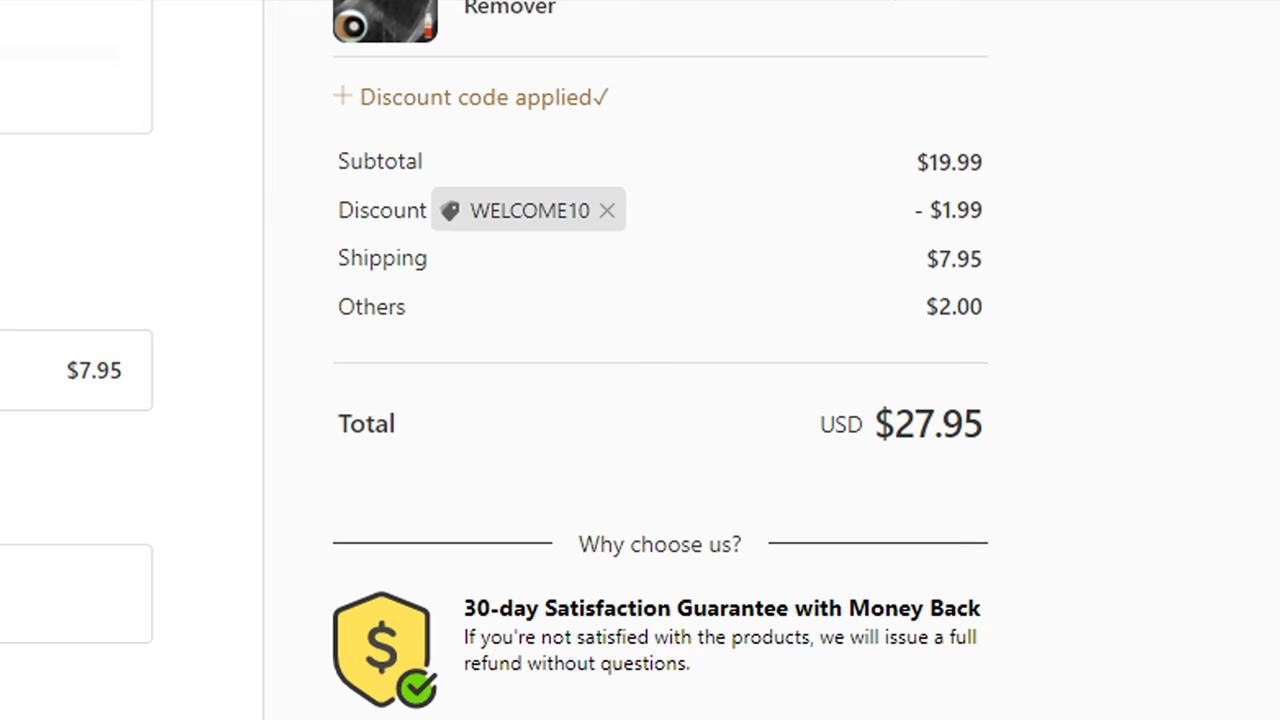 Remover
Discount code applied✓
Subtotal $19.99
Discount WELCOME10 - $1.99
Shipping $7.95
Others $2.00
$7.95
Total USD $27.95
Why choose us?
30-day Satisfaction Guarantee with Money Back
If you're not satisfied with the products, we will issue a full
refund without questions.